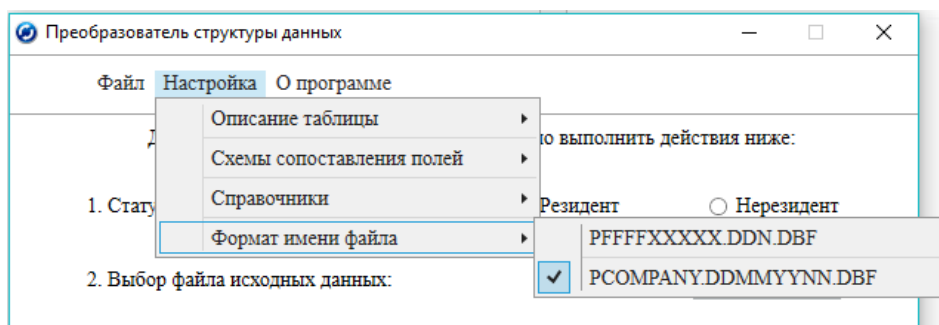 Преобразователь структуры данных
Файл Настройка О программе
Описание таблицы
но выполнить действия ниже:
Схемы сопоставления полей
1. Стату
Справочники
Резидент
Нерезидент
Формат имени файла
PFFFFXXXXX.DDN.DBF
2. Выбор файла исходных данных:
PCOMPANY.DDMMYYNN.DBF